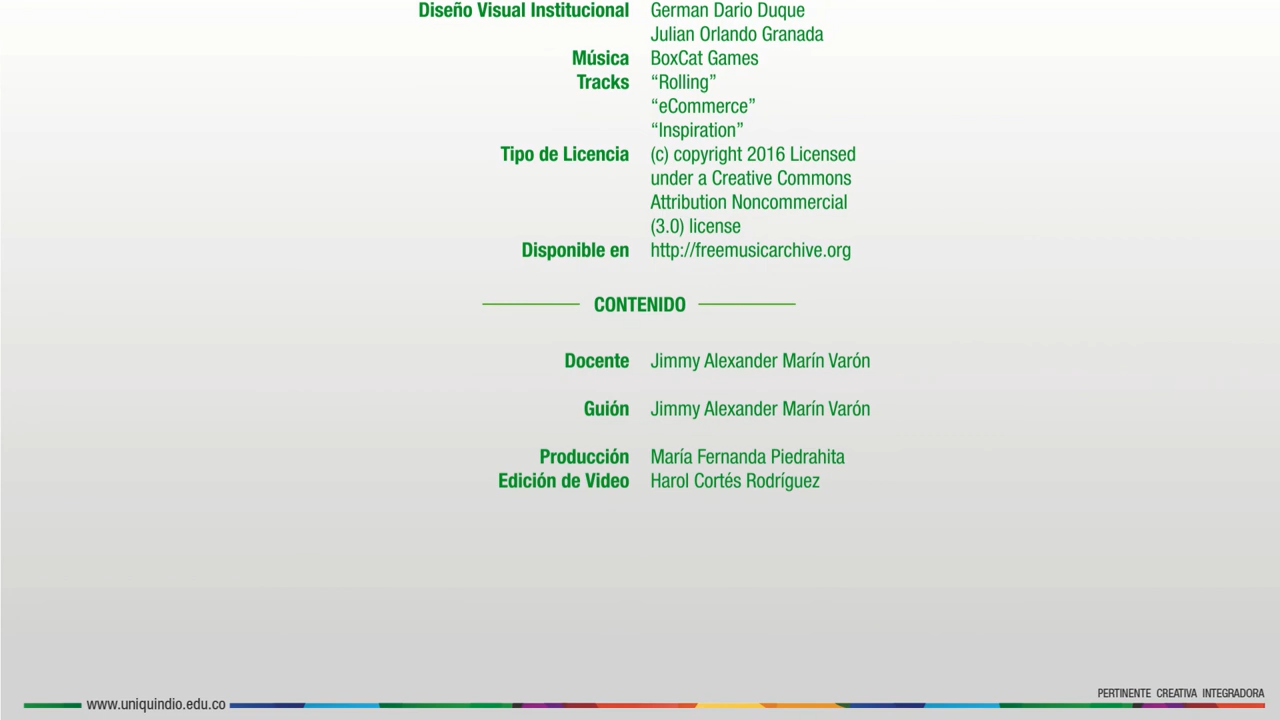 Diseño Visual Institucional German Dario Duque
Julian Orlando Granada
Música BoxCat Games
Tracks “Rolling”
“eCommerce”
“Inspiration”
Tipo de Licencia (c) copyright 2016 Licensed
under a Creative Commons
Attribution Noncommercial
(3.0) license
Disponible en http://freemusicarchive.org
CONTENIDO
Docente Jimmy Alexander Marín Varón
Guión Jimmy Alexander Marín Varón
Producción María Fernanda Piedrahita
Edición de Video Harol Cortés Rodríguez
PERTINENTE CREATIVA INTEGRADORA
www.uniquindio.edu.co